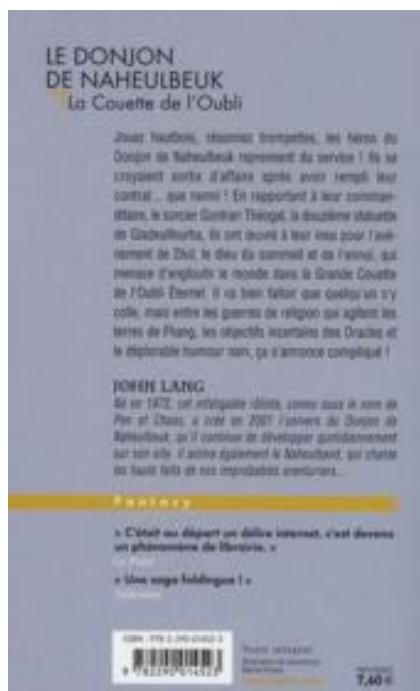 LE DONJON
DE NAHEULBEUK
La Couette de l'Oubli
Jouez hautbois, résonnez trompettes, les héros du
Donjon de Naheulbeuk reprennent du service ! Ils se
croyaient sortis d'affaire après avoir rempli leur
contrat... que nenni ! En rapportant à leur comman-
ditaire, le sorcier Gontran Théogal, la douzième statuette
de Gladeulfeurha, ils ont œuvré à leur insu pour l'avè-
nement de Dlul, le dieu du sommeil et de l'ennui, qui
menace d'engloutir le monde dans la Grande Couette
de l'Oubli Éternel. Il va bien falloir que quelqu'un s'y
colle, mais entre les guerres de religion qui agitent les
terres de Fhang, les objectifs incertains des Oracles et
le déplorable humour nain, ça s'annonce compliqué !
JOHN LANG
Né en 1972, cet infatigable rôliste, connu sous le nom de
Pen of Chaos, a créé en 2001 l'univers du Donjon de
Naheulbeuk, qu'il continue de développer quotidiennement
sur son site. Il anime également le Naheulband, qui chante
les hauts faits de nos improbables aventuriers...
Fantasy
« C'était au départ un délire internet, c'est devenu
un phénomène de librairie. »
Le Point
« Une saga foldingue ! »
Texte intégral
9 782290 014523
7,60 €